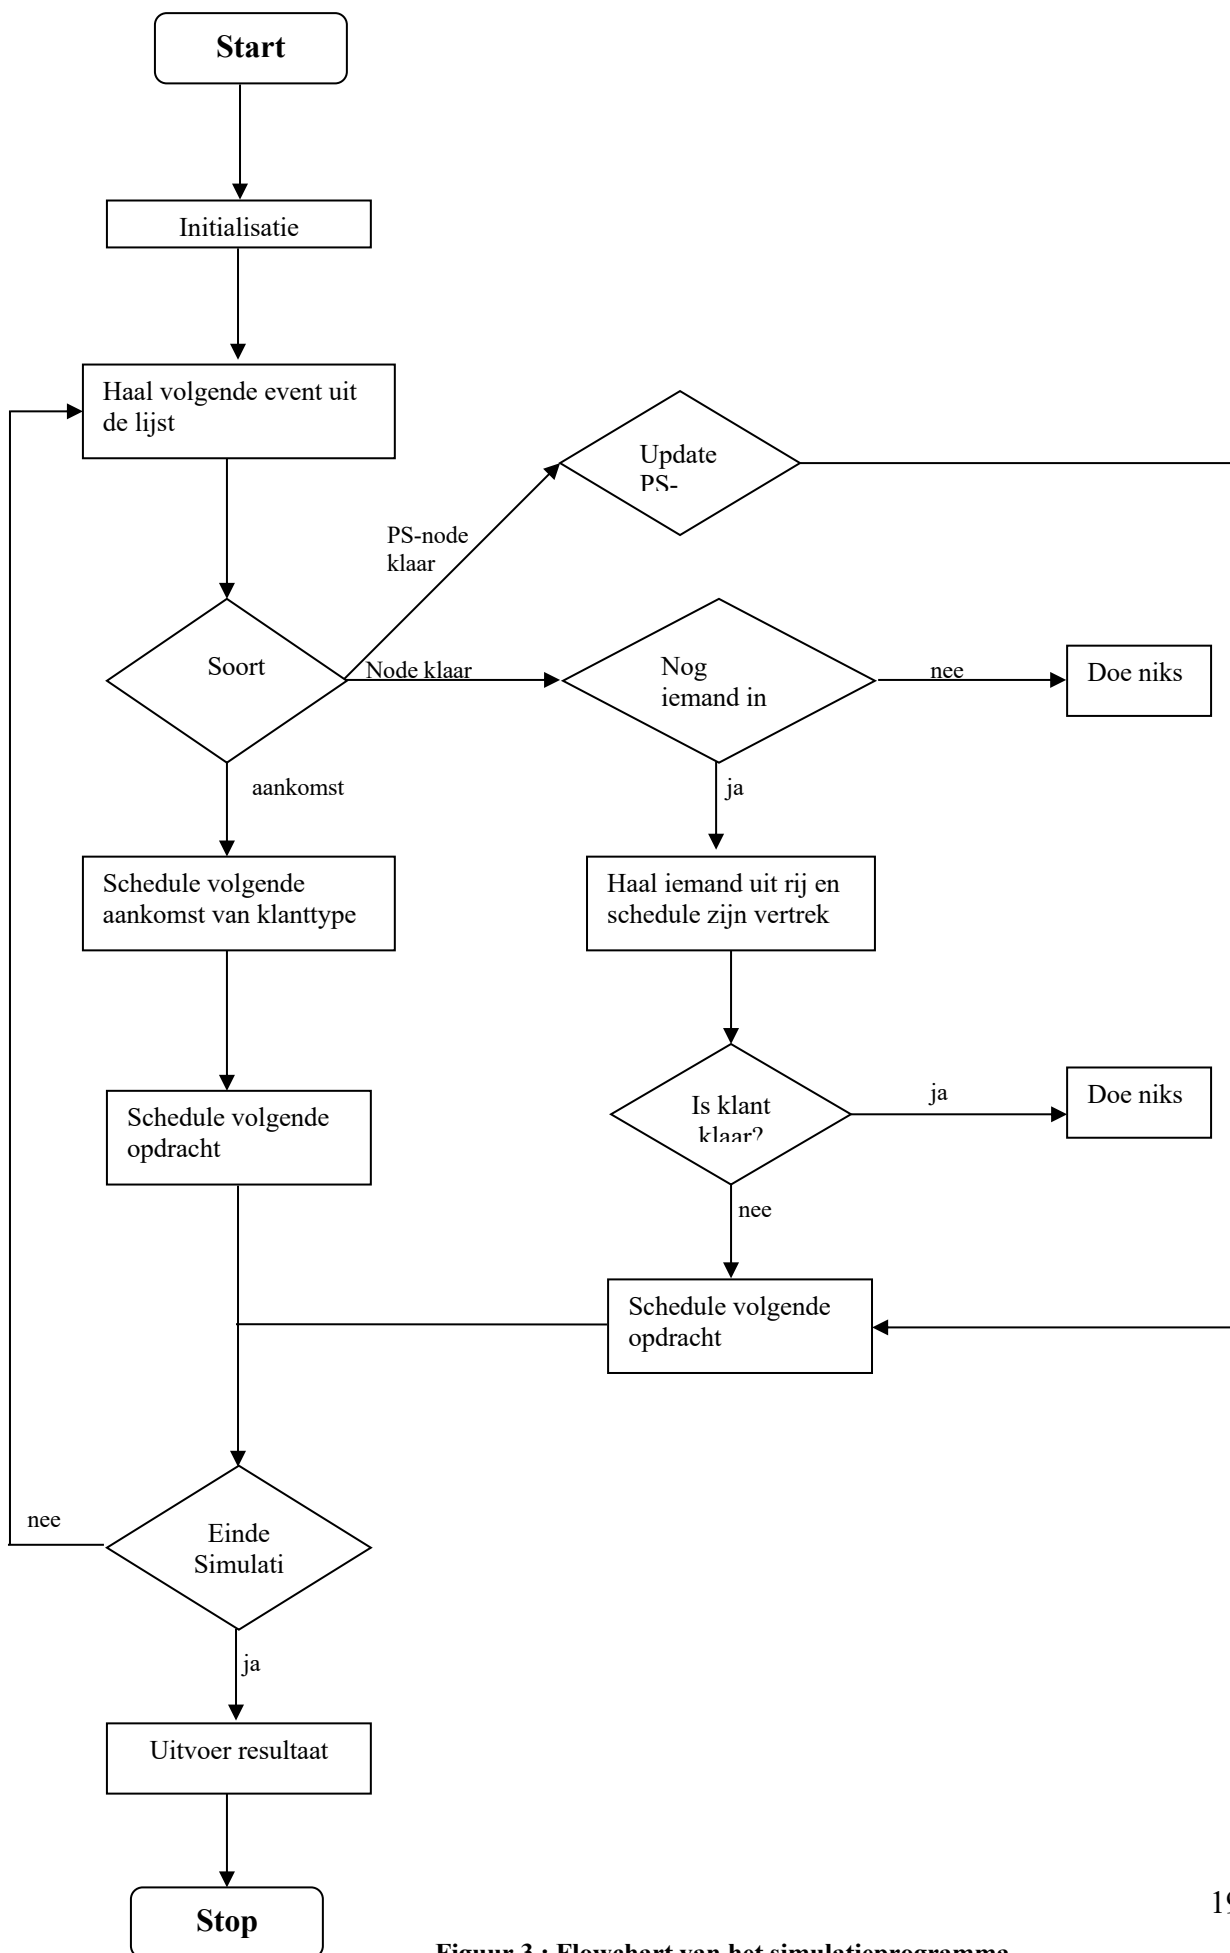 Start
Initialisatie
Haal volgende event uit
de lijst
Update
PS-
PS-node
klaar
Soort
Node klaar
Nog
iemand in
nee
Doe niks
aankomst
ja
Schedule volgende
aankomst van klanttype
Haal iemand uit rij en
schedule zijn vertrek
Is klant
klaar?
ja
Doe niks
Schedule volgende
opdracht
nee
Schedule volgende
opdracht
nee
Einde
Simulati
ja
Uitvoer resultaat
Stop
19
Figuur 3 : Flowchart van het simulatieprogramma